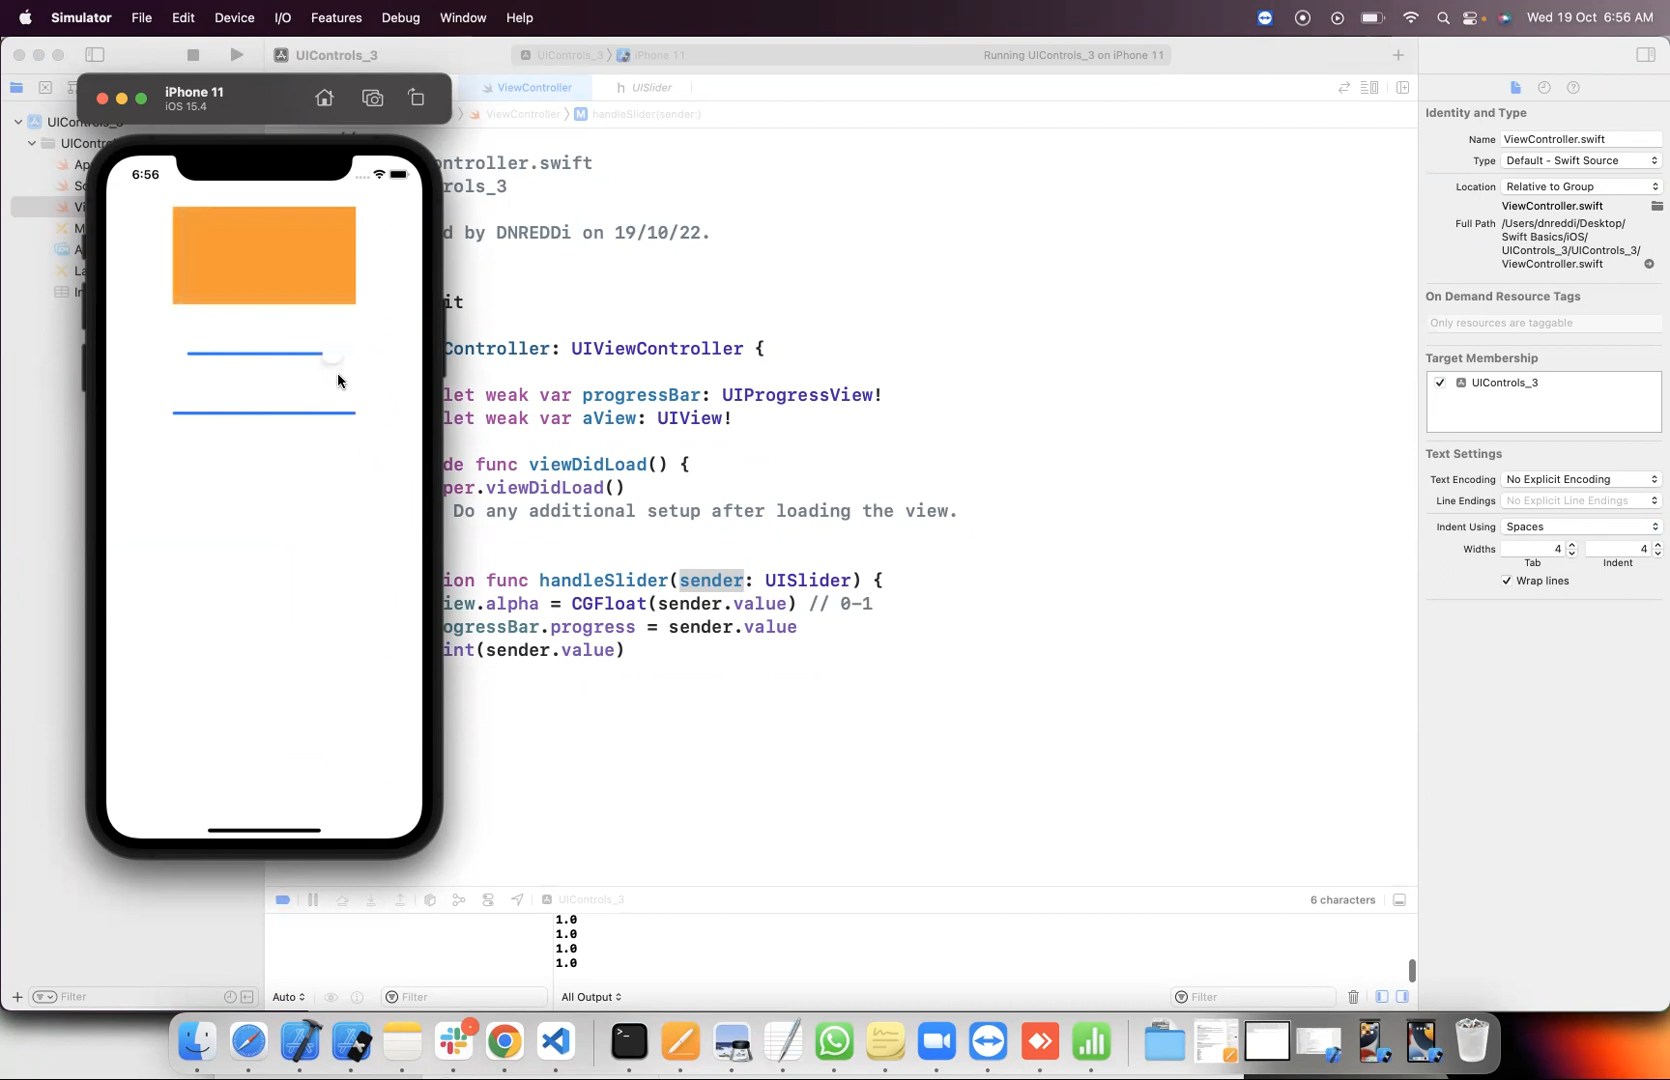 Simulator File Edit View Device I/O Features Debug Window Help
Wed 19 Oct 6:56 AM
UIControls_3
UIControls_3 〉 iPhone 11
Running UIControls_3 on iPhone 11
iPhone 11
iOS 15.4
ViewController
UISlider
ViewController 〉 M handleSlider(sender:)
6:56
ontroller.swift
rols_3
d by DNREDDi on 19/10/22.
it
Controller: UIViewController {
let weak var progressBar: UIProgressView!
let weak var aView: UIView!
de func viewDidLoad() {
per.viewDidLoad()
Do any additional setup after loading the view.
ion func handleSlider(sender: UISlider) {
iew.alpha = CGFloat(sender.value) // 0-1
ogressBar.progress = sender.value
int(sender.value)
UIControls_3
6 characters
1.0
1.0
1.0
1.0
Filter
Auto
Filter
All Output
Filter
Identity and Type
Name ViewController.swift
Type Default - Swift Source
Location Relative to Group
ViewController.swift
Full Path /Users/dnreddi/Desktop/
Swift Basics/iOS/
UIControls_3/UIControls_3/
ViewController.swift
On Demand Resource Tags
Only resources are taggable
Target Membership
UIControls_3
Text Settings
Text Encoding No Explicit Encoding
Line Endings No Explicit Line Endings
Indent Using Spaces
Widths 4 4
Tab Indent
Wrap lines